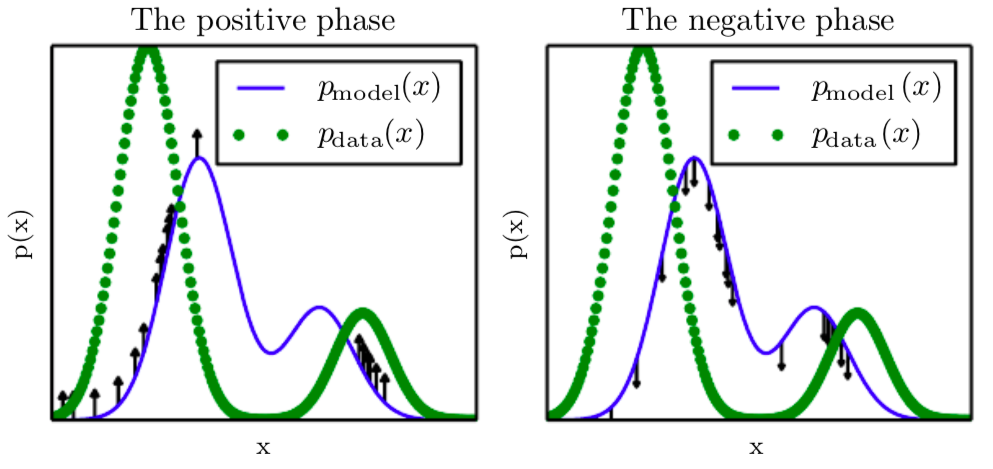 The positive phase
p_model(x)
p_data(x)
p(x)
x
The negative phase
p_model(x)
p_data(x)
p(x)
x